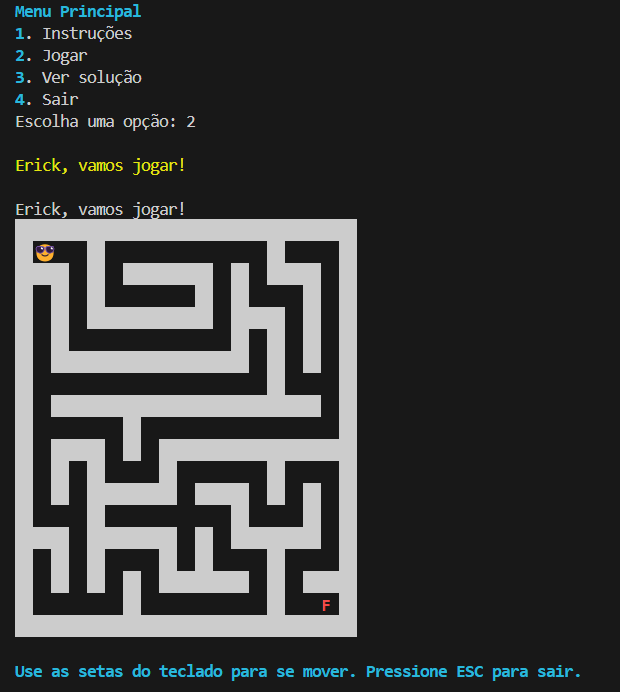 Menu Principal
1. Instruções
2. Jogar
3. Ver solução
4. Sair
Escolha uma opção: 2
Erick, vamos jogar!
Erick, vamos jogar!
F
Use as setas do teclado para se mover. Pressione ESC para sair.